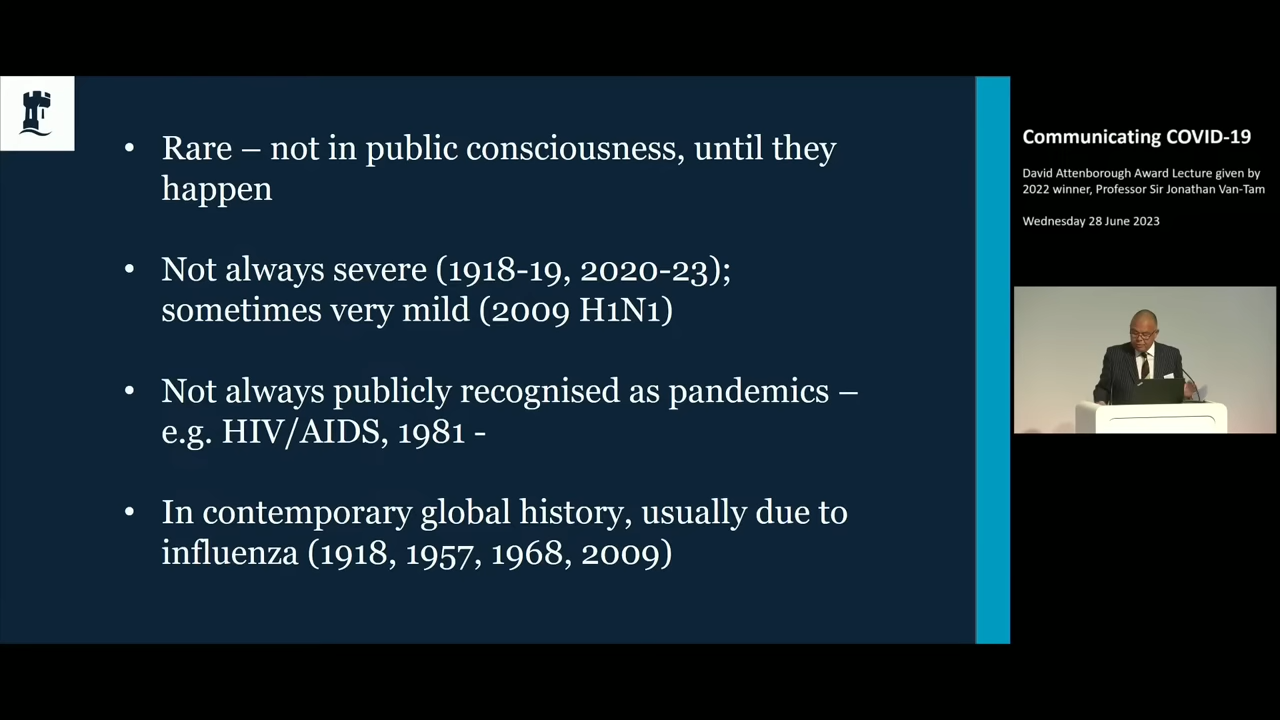 • Rare – not in public consciousness, until they
happen
• Not always severe (1918-19, 2020-23);
sometimes very mild (2009 H1N1)
• Not always publicly recognised as pandemics –
e.g. HIV/AIDS, 1981 -
• In contemporary global history, usually due to
influenza (1918, 1957, 1968, 2009)
Communicating COVID-19
David Attenborough Award Lecture given by
2022 winner, Professor Sir Jonathan Van-Tam
Wednesday 28 June 2023